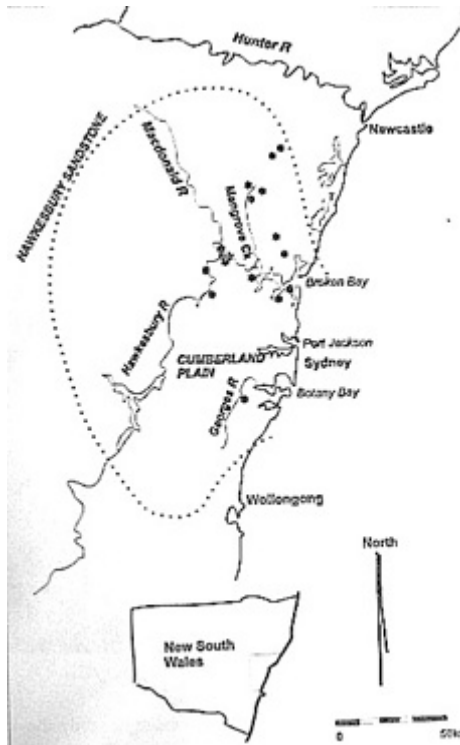 Hunter R
Newcastle
HAWKESBURY SANDSTONE
Macdonald R
Mangrove Ck
Broken Bay
Hawkesbury R
Port Jackson
CUMBERLAND
PLAIN
Sydney
Georges R
Botany Bay
Wollongong
North
New South
Wales
0
50k